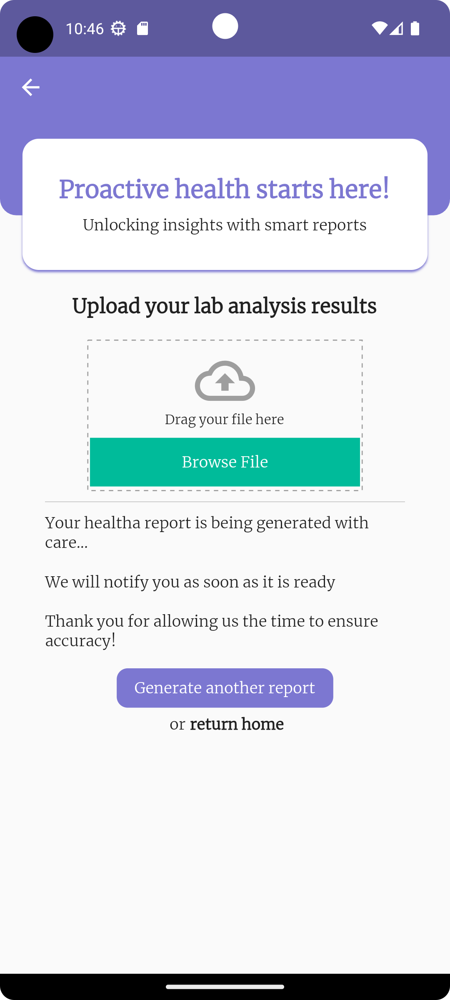 10:46
Proactive health starts here!
Unlocking insights with smart reports
Upload your lab analysis results
Drag your file here
Browse File
Your healtha report is being generated with
care...
We will notify you as soon as it is ready
Thank you for allowing us the time to ensure
accuracy!
Generate another report
or return home